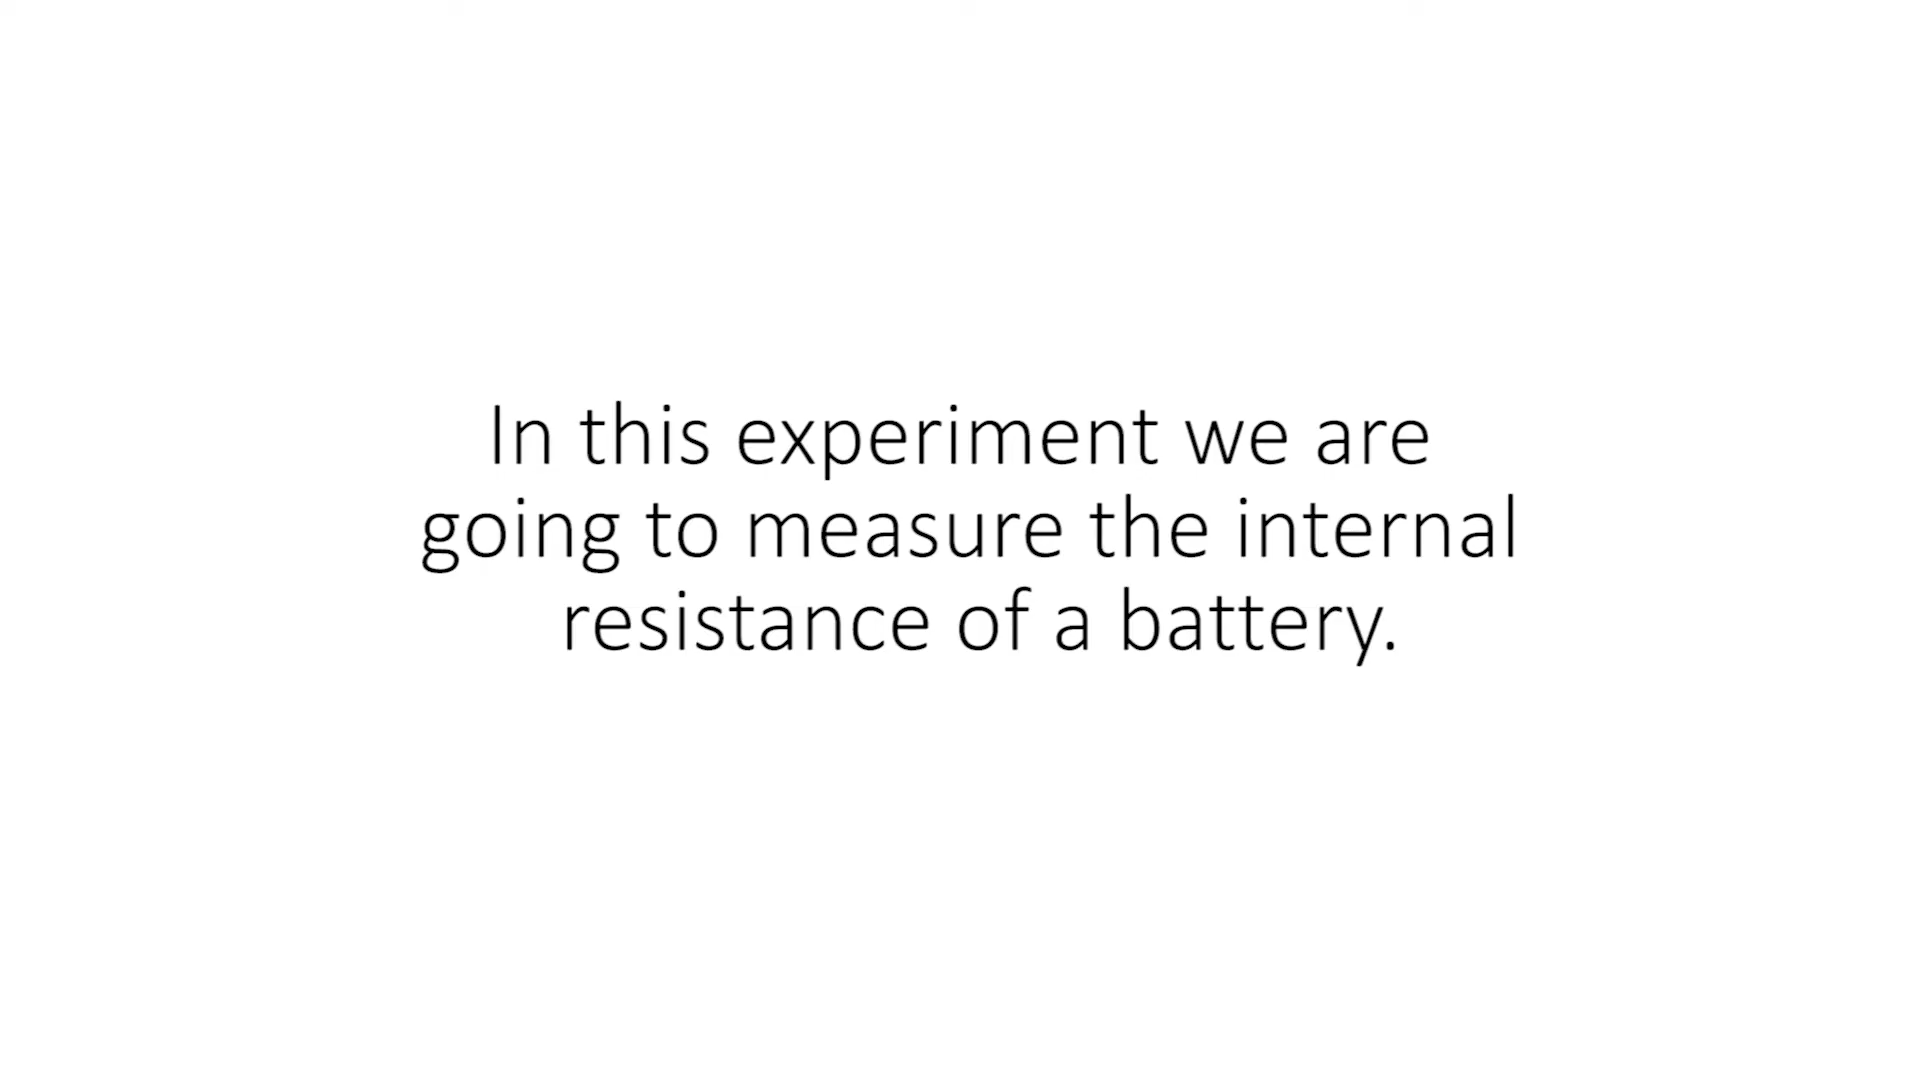 In this experiment we are
going to measure the internal
resistance of a battery.